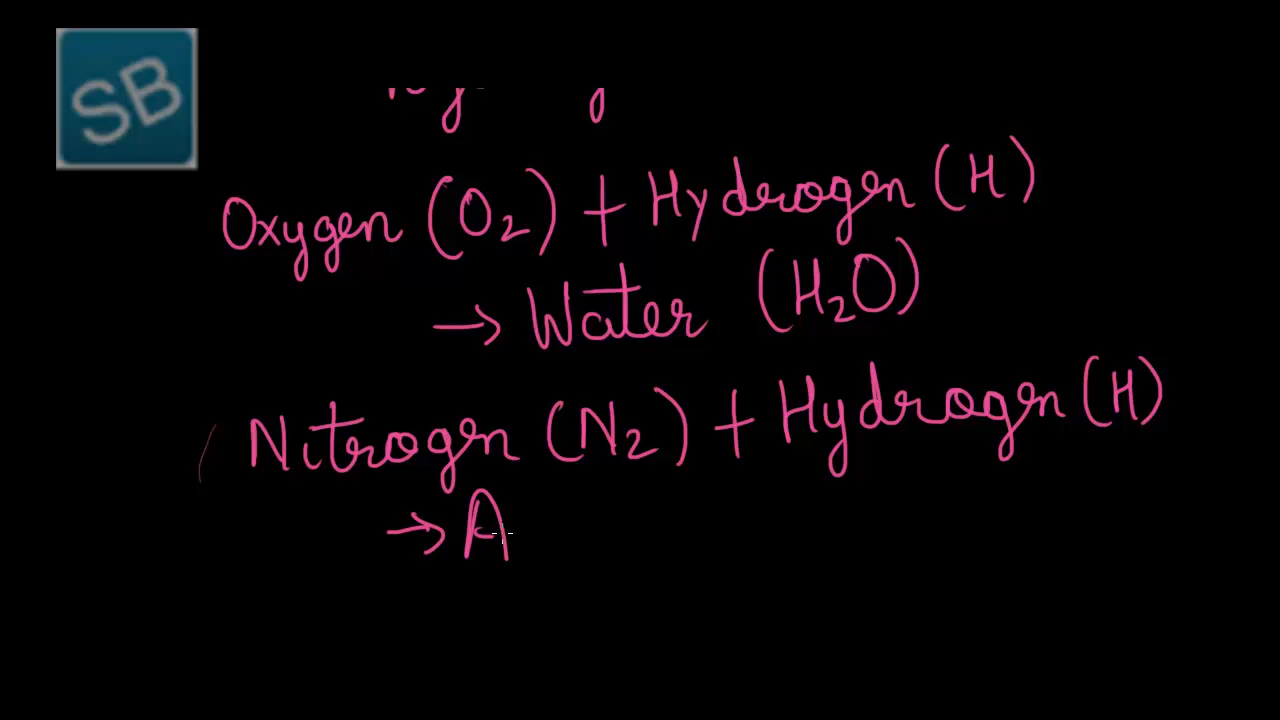 SB
Oxygen (O₂) + Hydrogen (H)
→ Water (H₂O)
Nitrogen (N₂) + Hydrogen (H)
→ A